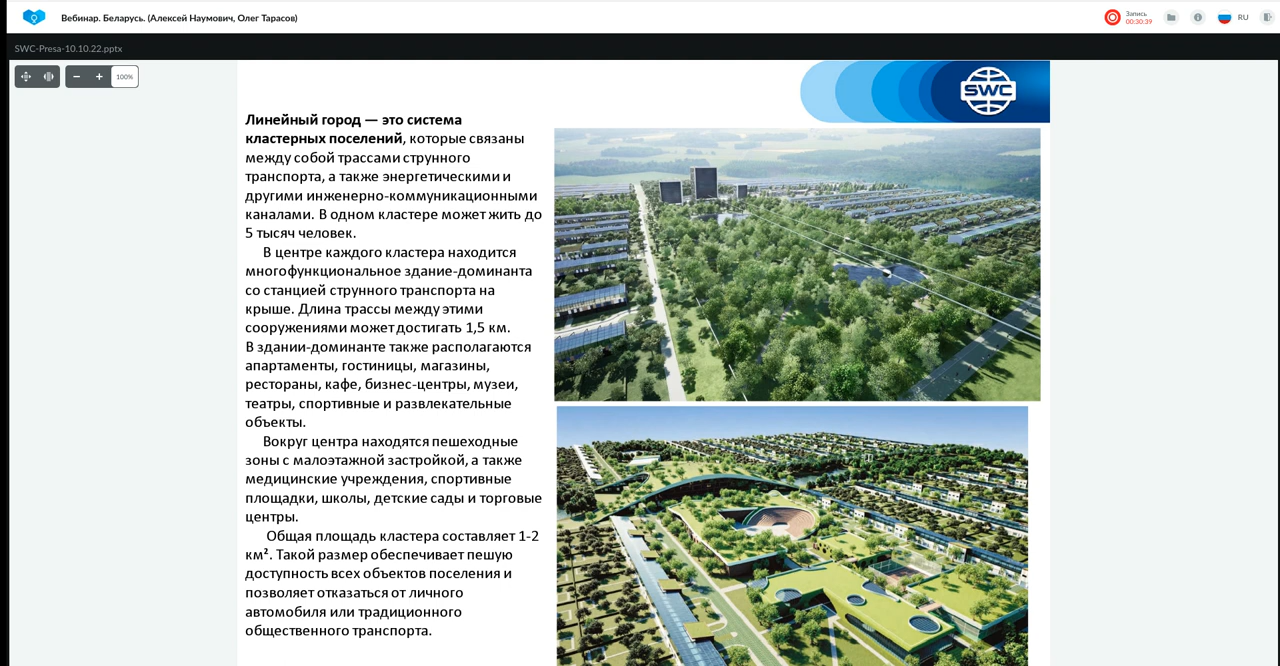 Вебинар. Беларусь. (Алексей Наумович, Олег Тарасов)
Запись
00:30:39
RU
SWC-Presa-10.10.22.pptx
100%
SWC
Линейный город — это система
кластерных поселений, которые связаны
между собой трассами струнного
транспорта, а также энергетическими и
другими инженерно-коммуникационными
каналами. В одном кластере может жить до
5 тысяч человек.
В центре каждого кластера находится
многофункциональное здание-доминанта
со станцией струнного транспорта на
крыше. Длина трассы между этими
сооружениями может достигать 1,5 км.
В здании-доминанте также располагаются
апартаменты, гостиницы, магазины,
рестораны, кафе, бизнес-центры, музеи,
театры, спортивные и развлекательные
объекты.
Вокруг центра находятся пешеходные
зоны с малоэтажной застройкой, а также
медицинские учреждения, спортивные
площадки, школы, детские сады и торговые
центры.
Общая площадь кластера составляет 1-2
км². Такой размер обеспечивает пешую
доступность всех объектов поселения и
позволяет отказаться от личного
автомобиля или традиционного
общественного транспорта.